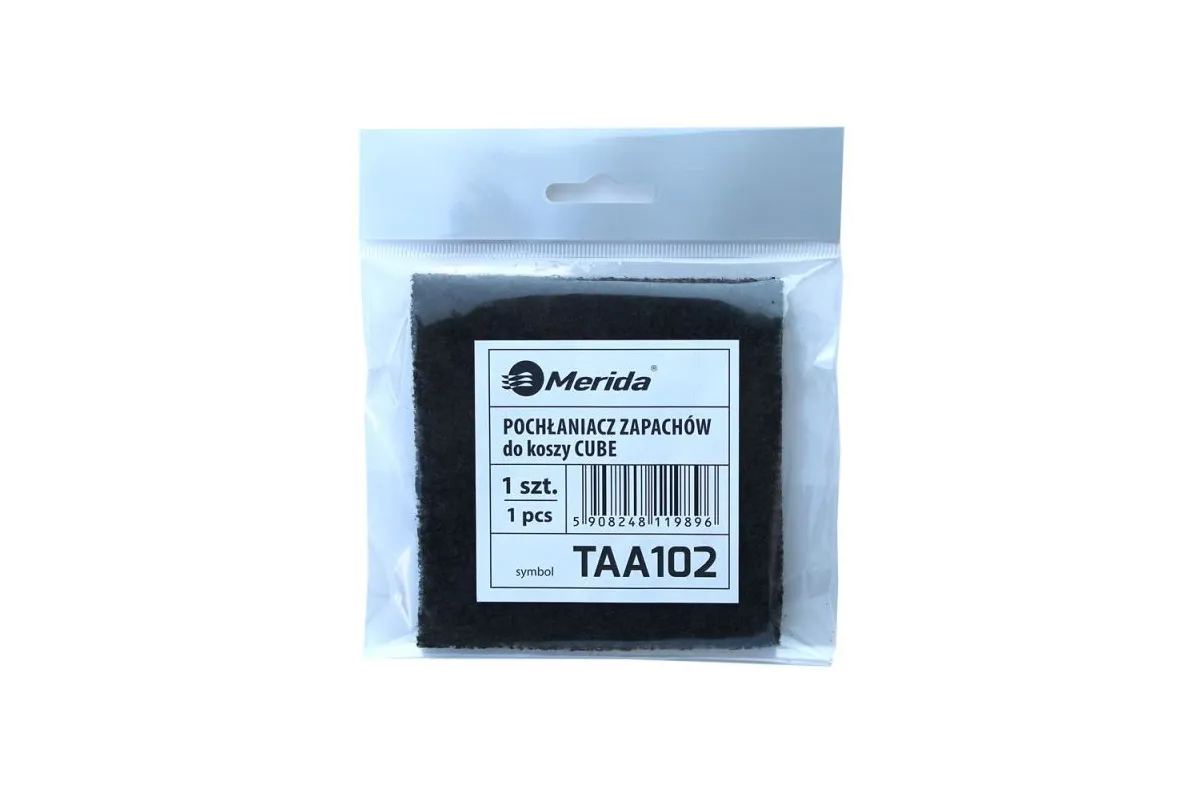 Merida®
POCHŁANIACZ ZAPACHÓW
do koszy CUBE
1 szt.
1 pcs
5 908248 119896
symbol TAA102